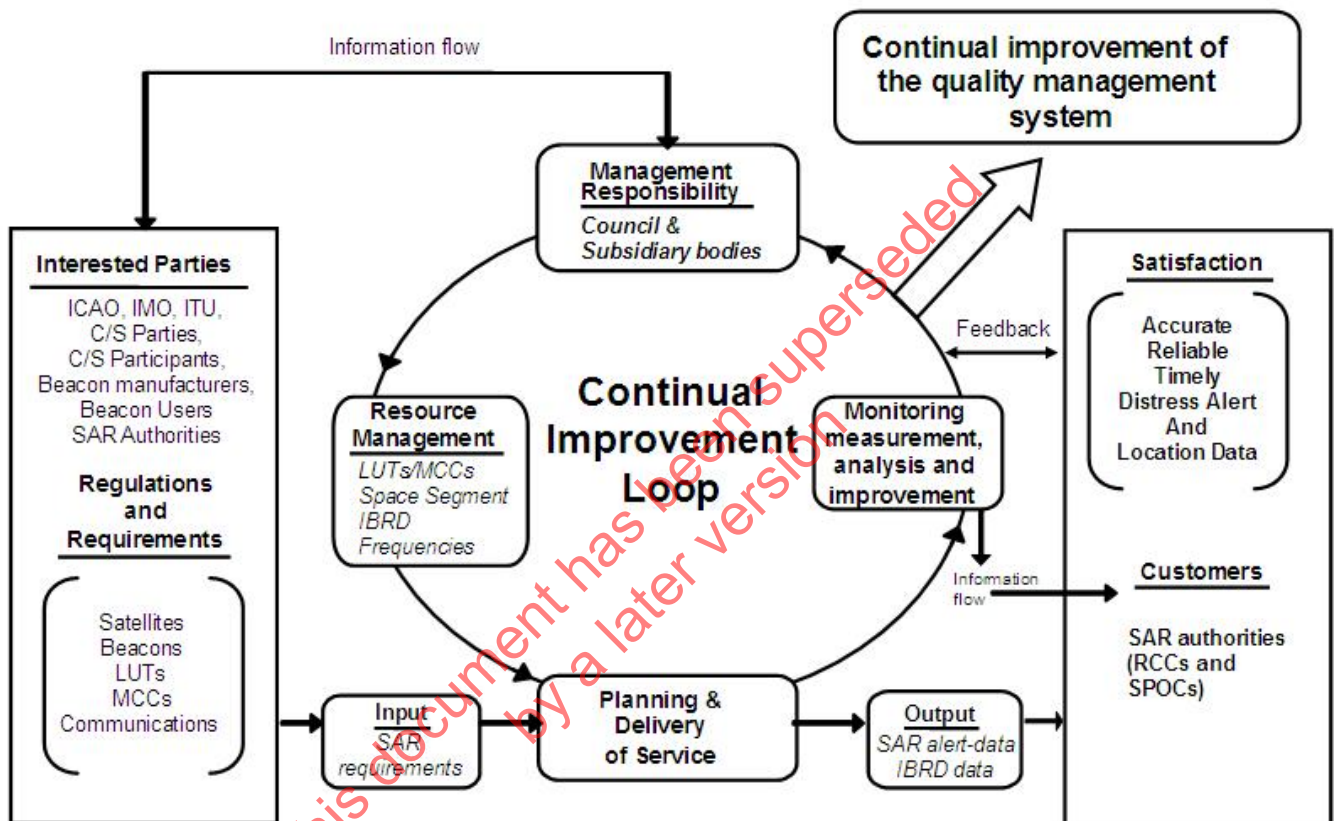 Information flow
Continual improvement of
the quality management
system
Management
Responsibility
Council &
Subsidiary bodies
Interested Parties
ICAO, IMO, ITU,
C/S Parties,
C/S Participants,
Beacon manufacturers,
Beacon Users
SAR Authorities
Regulations
and
Requirements
Satellites
Beacons
LUTs
MCCs
Communications
Resource
Management
LUTs/MCCs
Space Segment
IBRD
Frequencies
Continual
Improvement
Loop
Monitoring
measurement,
analysis and
improvement
Feedback
Information
flow
Satisfaction
Accurate
Reliable
Timely
Distress Alert
And
Location Data
Customers
SAR authorities
(RCCs and
SPOCs)
Input
SAR
requirements
Planning &
Delivery
of Service
Output
SAR alert-data
IBRD data
This document has been superseded
by a later version